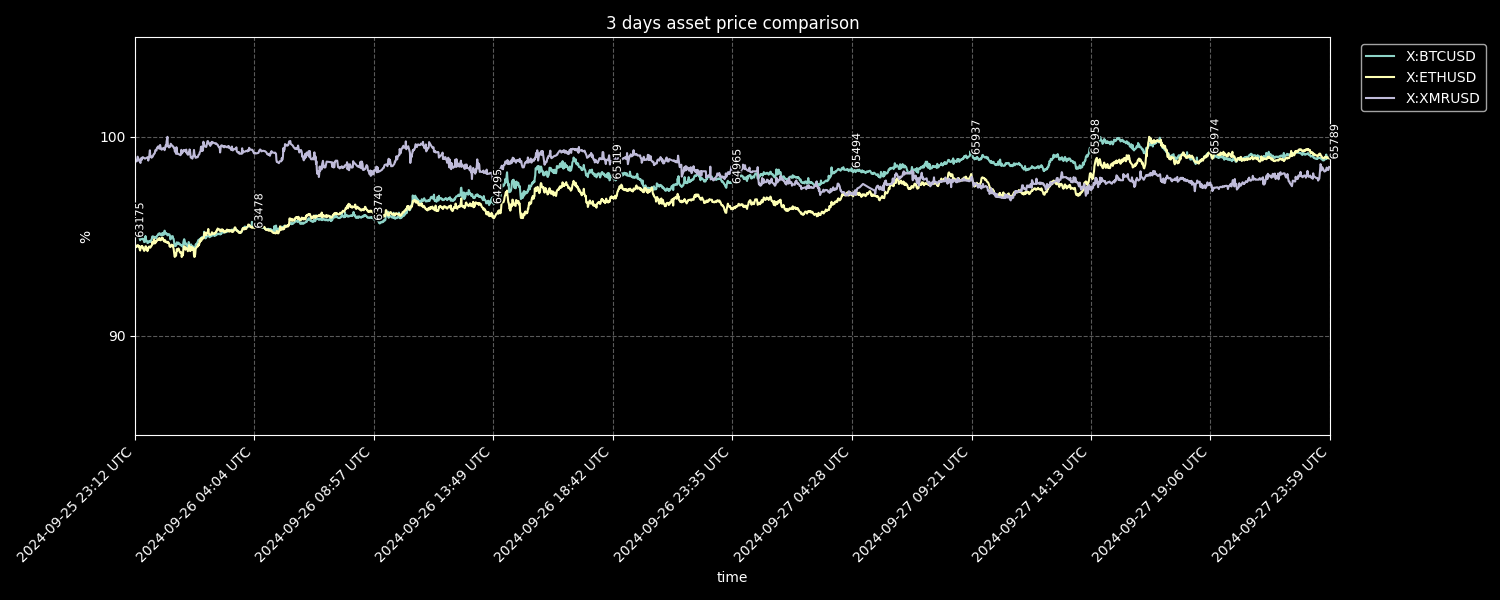 3 days asset price comparison
X:BTCUSD
X:ETHUSD
X:XMRUSD
%
100
90
63175
63478
63740
64295
65119
64965
65494
65937
65958
65974
65789
2024-09-25 23:12 UTC
2024-09-26 04:04 UTC
2024-09-26 08:57 UTC
2024-09-26 13:49 UTC
2024-09-26 18:42 UTC
2024-09-26 23:35 UTC
2024-09-27 04:28 UTC
2024-09-27 09:21 UTC
2024-09-27 14:13 UTC
2024-09-27 19:06 UTC
2024-09-27 23:59 UTC
time